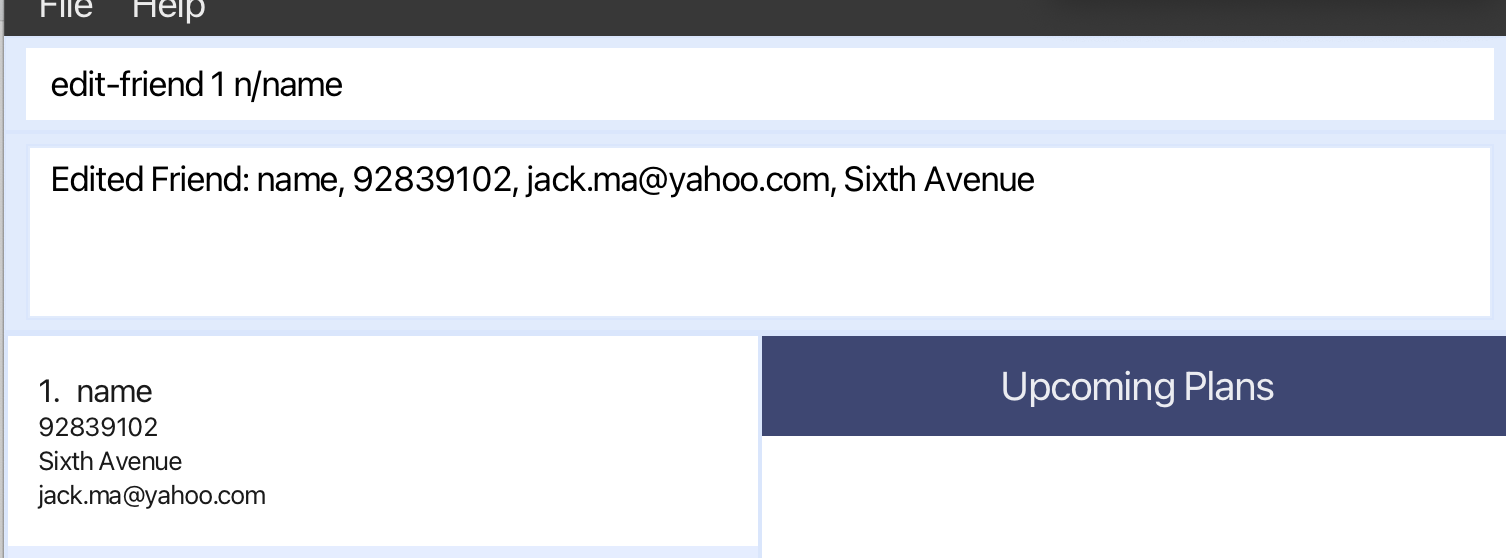 File Help
edit-friend 1 n/name
Edited Friend: name, 92839102, jack.ma@yahoo.com, Sixth Avenue
1. name
92839102
Sixth Avenue
jack.ma@yahoo.com
Upcoming Plans